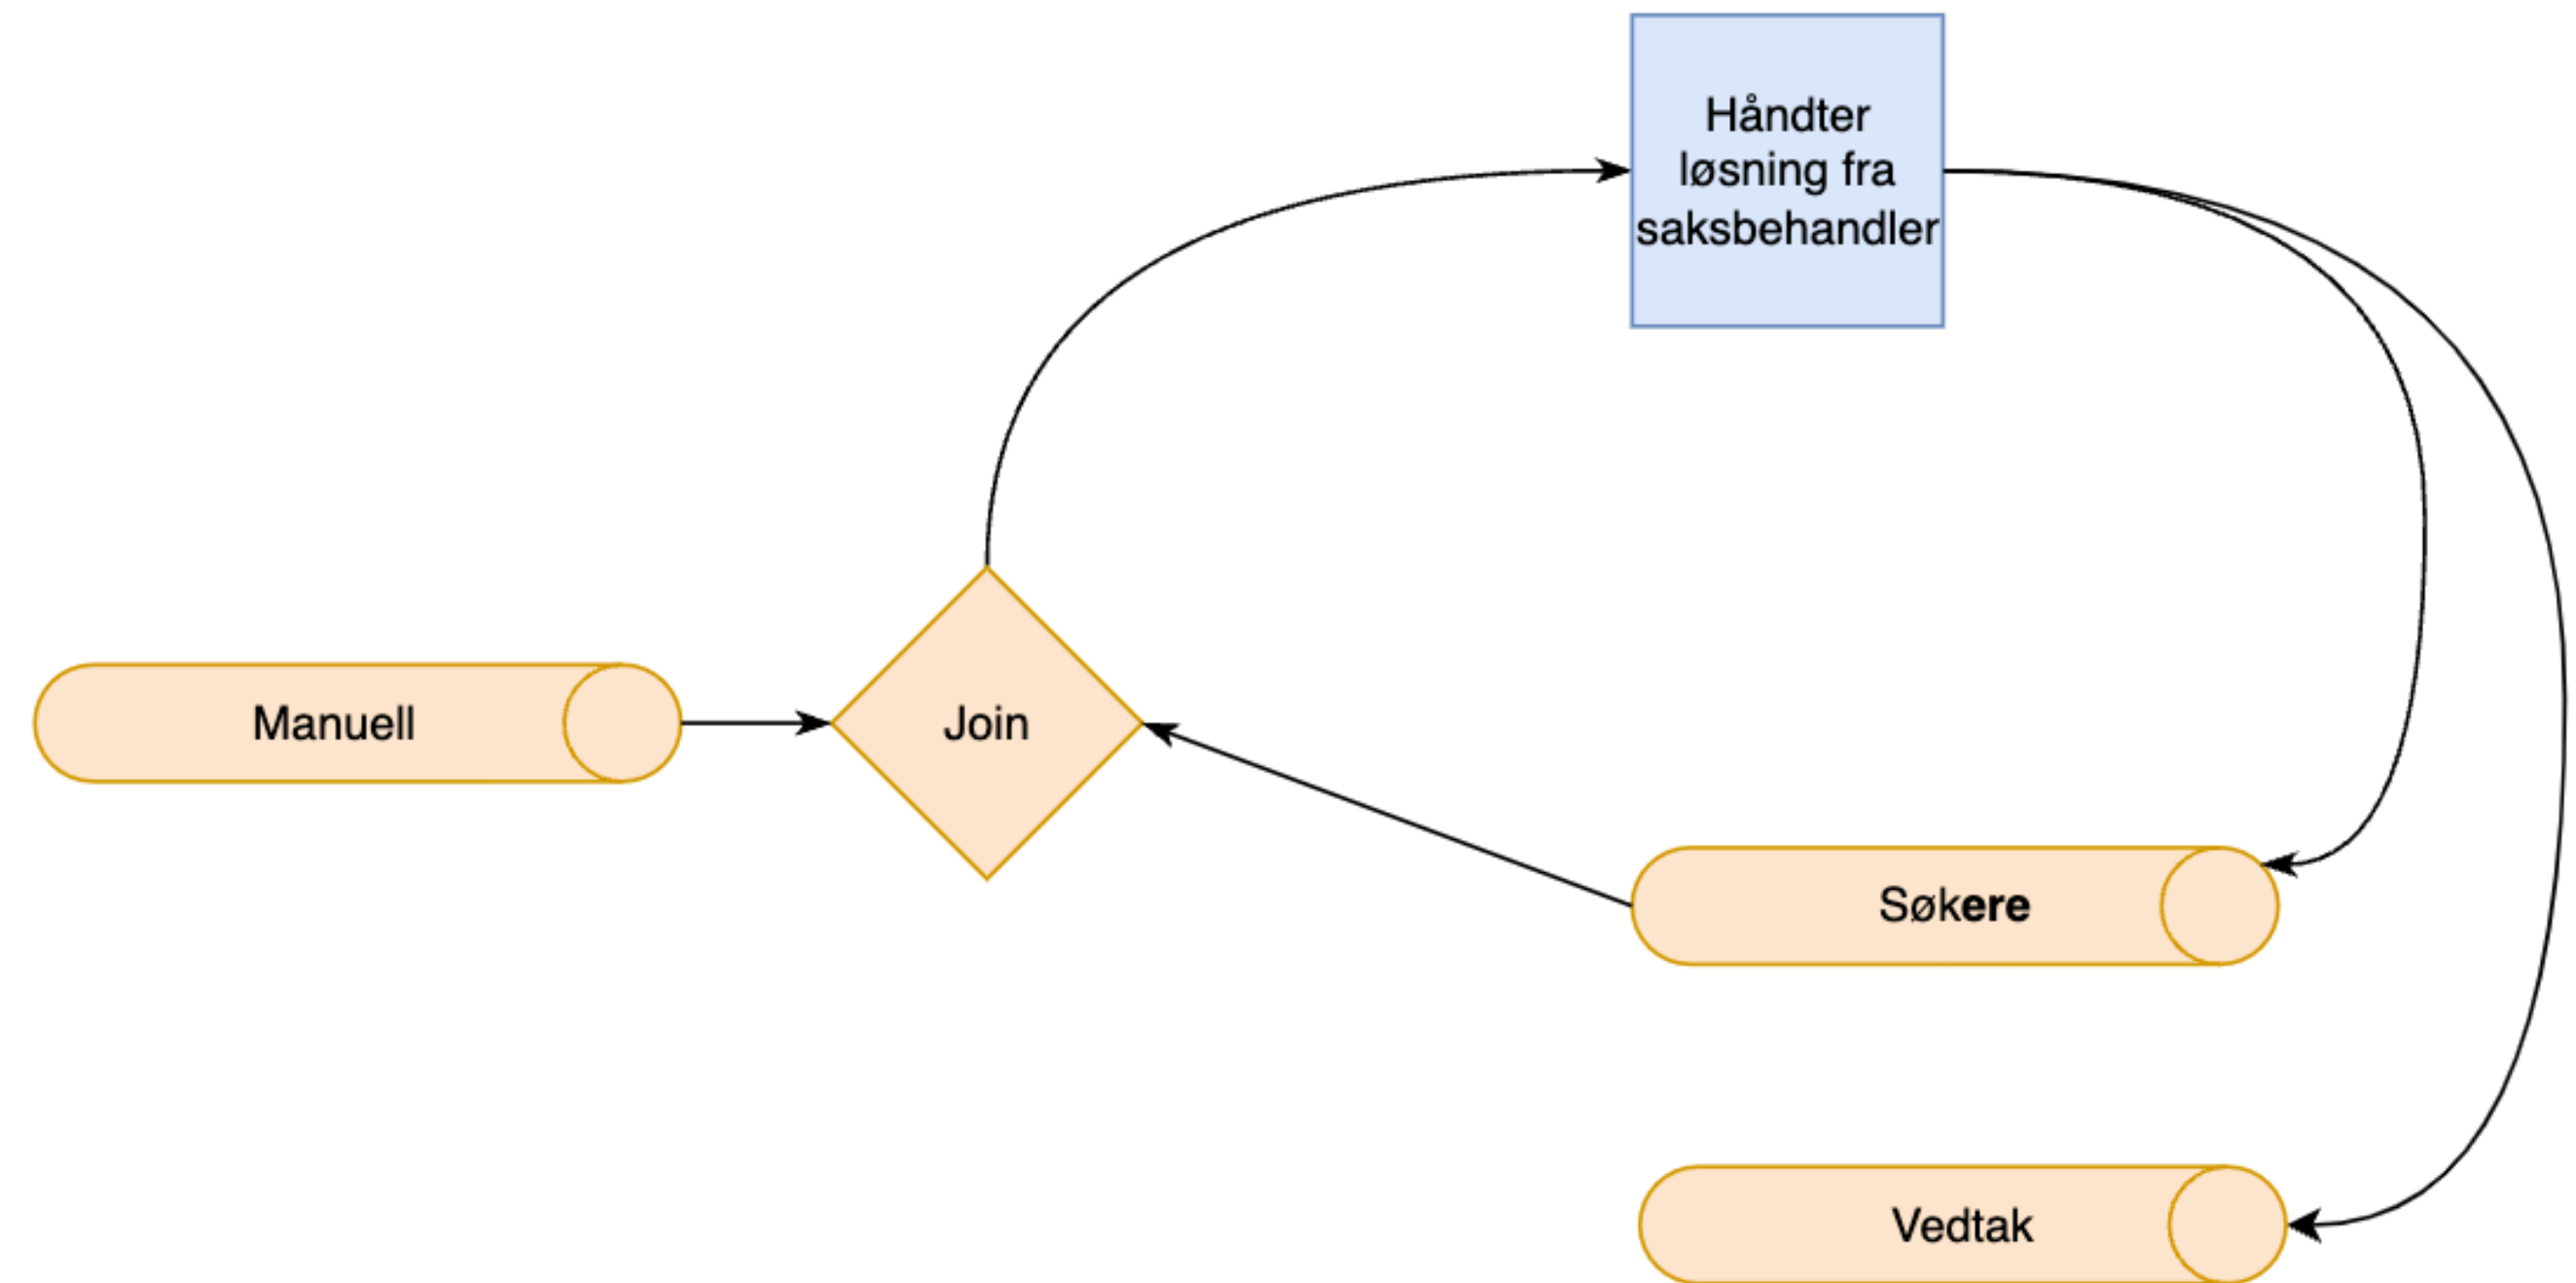 Håndter
løsning fra
saksbehandler
Manuell
Join
Søkere
Vedtak